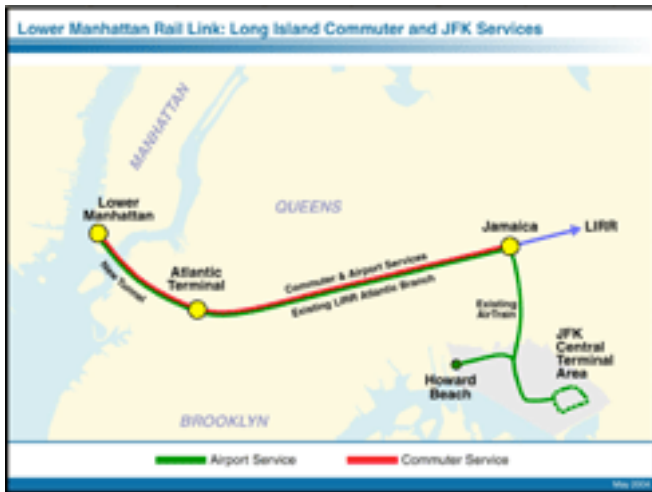 Lower Manhattan Rail Link: Long Island Commuter and JFK Services
MANHATTAN
Lower
Manhattan
QUEENS
Jamaica
LIRR
New Tunnel
Atlantic
Terminal
Commuter & Airport Services
Existing LIRR Atlantic Branch
Existing
AirTrain
JFK
Central
Terminal
Area
Howard
Beach
BROOKLYN
Airport Service
Commuter Service
May 2004